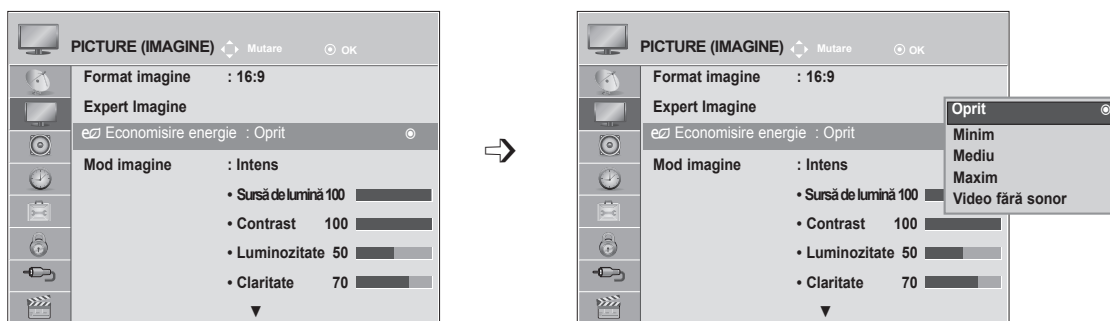 PICTURE (IMAGINE) Mutare OK
Format imagine : 16:9
Expert Imagine
Economisire energie : Oprit
Mod imagine : Intens
• Sursă de lumină 100
• Contrast 100
• Luminozitate 50
• Claritate 70
PICTURE (IMAGINE) Mutare OK
Format imagine : 16:9
Expert Imagine
Economisire energie : Oprit
Mod imagine : Intens
• Sursă de lumină 100
• Contrast 100
• Luminozitate 50
• Claritate 70
Oprit
Minim
Mediu
Maxim
Video fără sonor